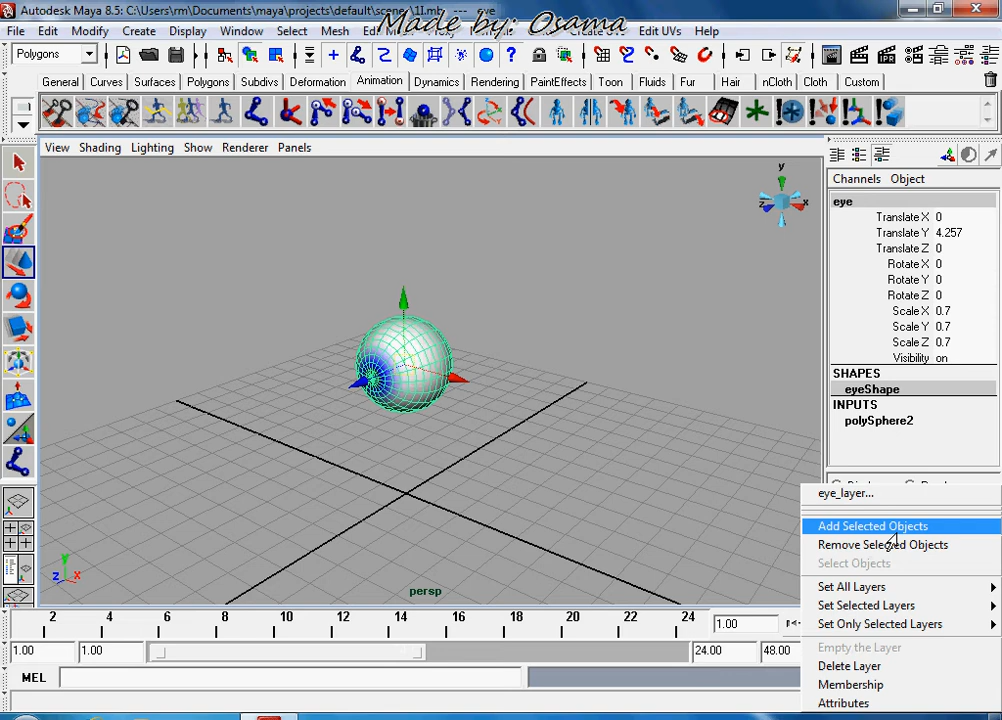 Autodesk Maya 8.5: C:\Users\rm\Documents\maya\projects\default\scene
1l.mb
--- eye
Made by: Osama
File Edit Modify Create Display Window Select Mesh Edit UVs Help
Polygons
General Curves Surfaces Polygons Subdivs Deformation Animation Dynamics Rendering PaintEffects Toon Fluids Fur Hair nCloth Cloth Custom
View Shading Lighting Show Renderer Panels
Channels Object
eye
Translate X 0
Translate Y 4.257
Translate Z 0
Rotate X 0
Rotate Y 0
Rotate Z 0
Scale X 0.7
Scale Y 0.7
Scale Z 0.7
Visibility on
SHAPES
eyeShape
INPUTS
polySphere2
y
z
x
eye_layer...
Add Selected Objects
Remove Selected Objects
Select Objects
Set All Layers
Set Selected Layers
Set Only Selected Layers
Empty the Layer
Delete Layer
Membership
Attributes
y
z x
persp
2 4 6 8 10 12 14 16 18 20 22 24
1.00
1.00 1.00 24.00 48.00
MEL